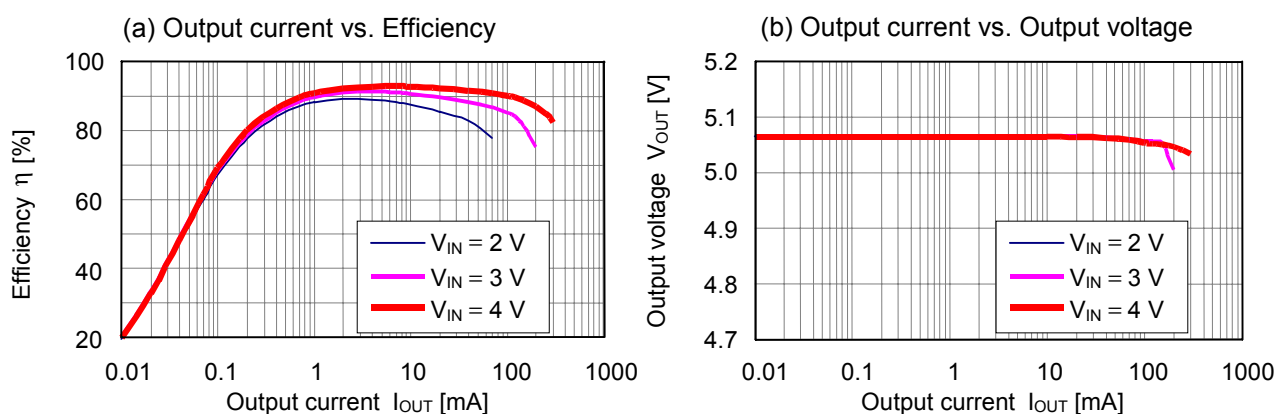 (a) Output current vs. Efficiency
100
80
60
40
20
Efficiency η [%]
VIN = 2 V
VIN = 3 V
VIN = 4 V
0.01 0.1 1 10 100 1000
Output current IOUT [mA]
(b) Output current vs. Output voltage
5.2
5.1
5.0
4.9
4.8
4.7
Output voltage VOUT [V]
VIN = 2 V
VIN = 3 V
VIN = 4 V
0.01 0.1 1 10 100 1000
Output current IOUT [mA]